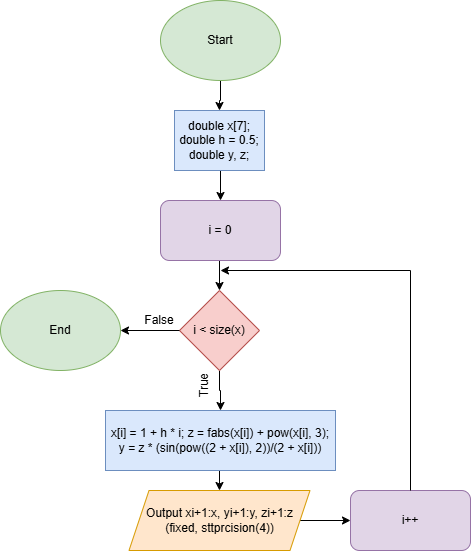 Start
double x[7];
double h = 0.5;
double y, z;
i = 0
i < size(x)
False
End
True
x[i] = 1 + h * i; z = fabs(x[i]) + pow(x[i], 3);
y = z * (sin(pow((2 + x[i]), 2))/(2 + x[i]))
Output xi+1:x, yi+1:y, zi+1:z
(fixed, sttprcision(4))
i++